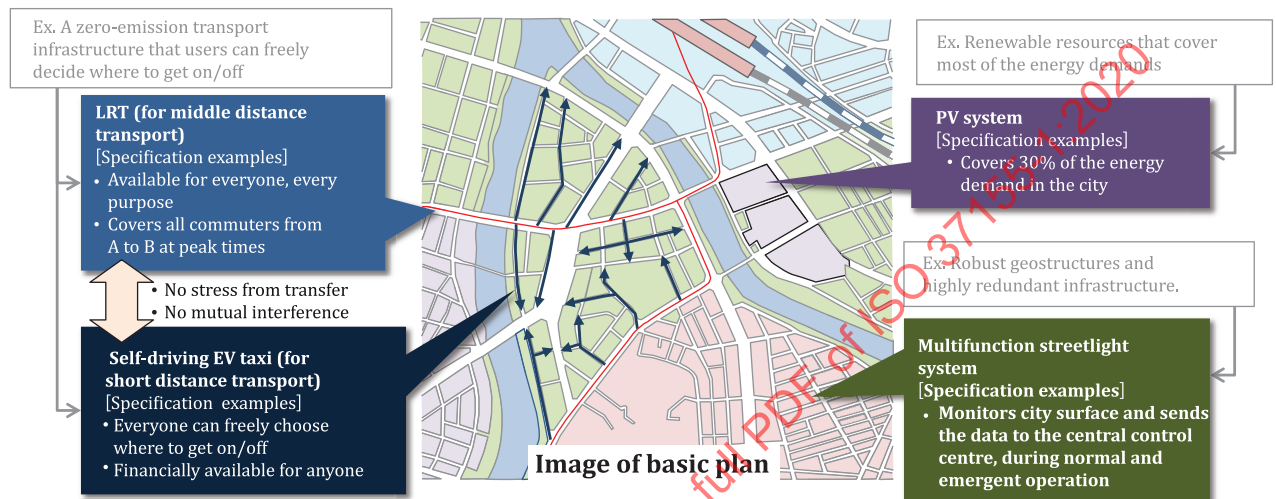 Ex. A zero-emission transport
infrastructure that users can freely
decide where to get on/off
LRT (for middle distance
transport)
[Specification examples]
• Available for everyone, every
purpose
• Covers all commuters from
A to B at peak times
• No stress from transfer
• No mutual interference
Self-driving EV taxi (for
short distance transport)
[Specification examples]
• Everyone can freely choose
where to get on/off
• Financially available for anyone
Image of basic plan
Ex. Renewable resources that cover
most of the energy demands
PV system
[Specification examples]
• Covers 30% of the energy
demand in the city
Ex. Robust geostructures and
highly redundant infrastructure.
Multifunction streetlight
system
[Specification examples]
• Monitors city surface and sends
the data to the central control
centre, during normal and
emergent operation
full PDF of ISO 37155-1:2020